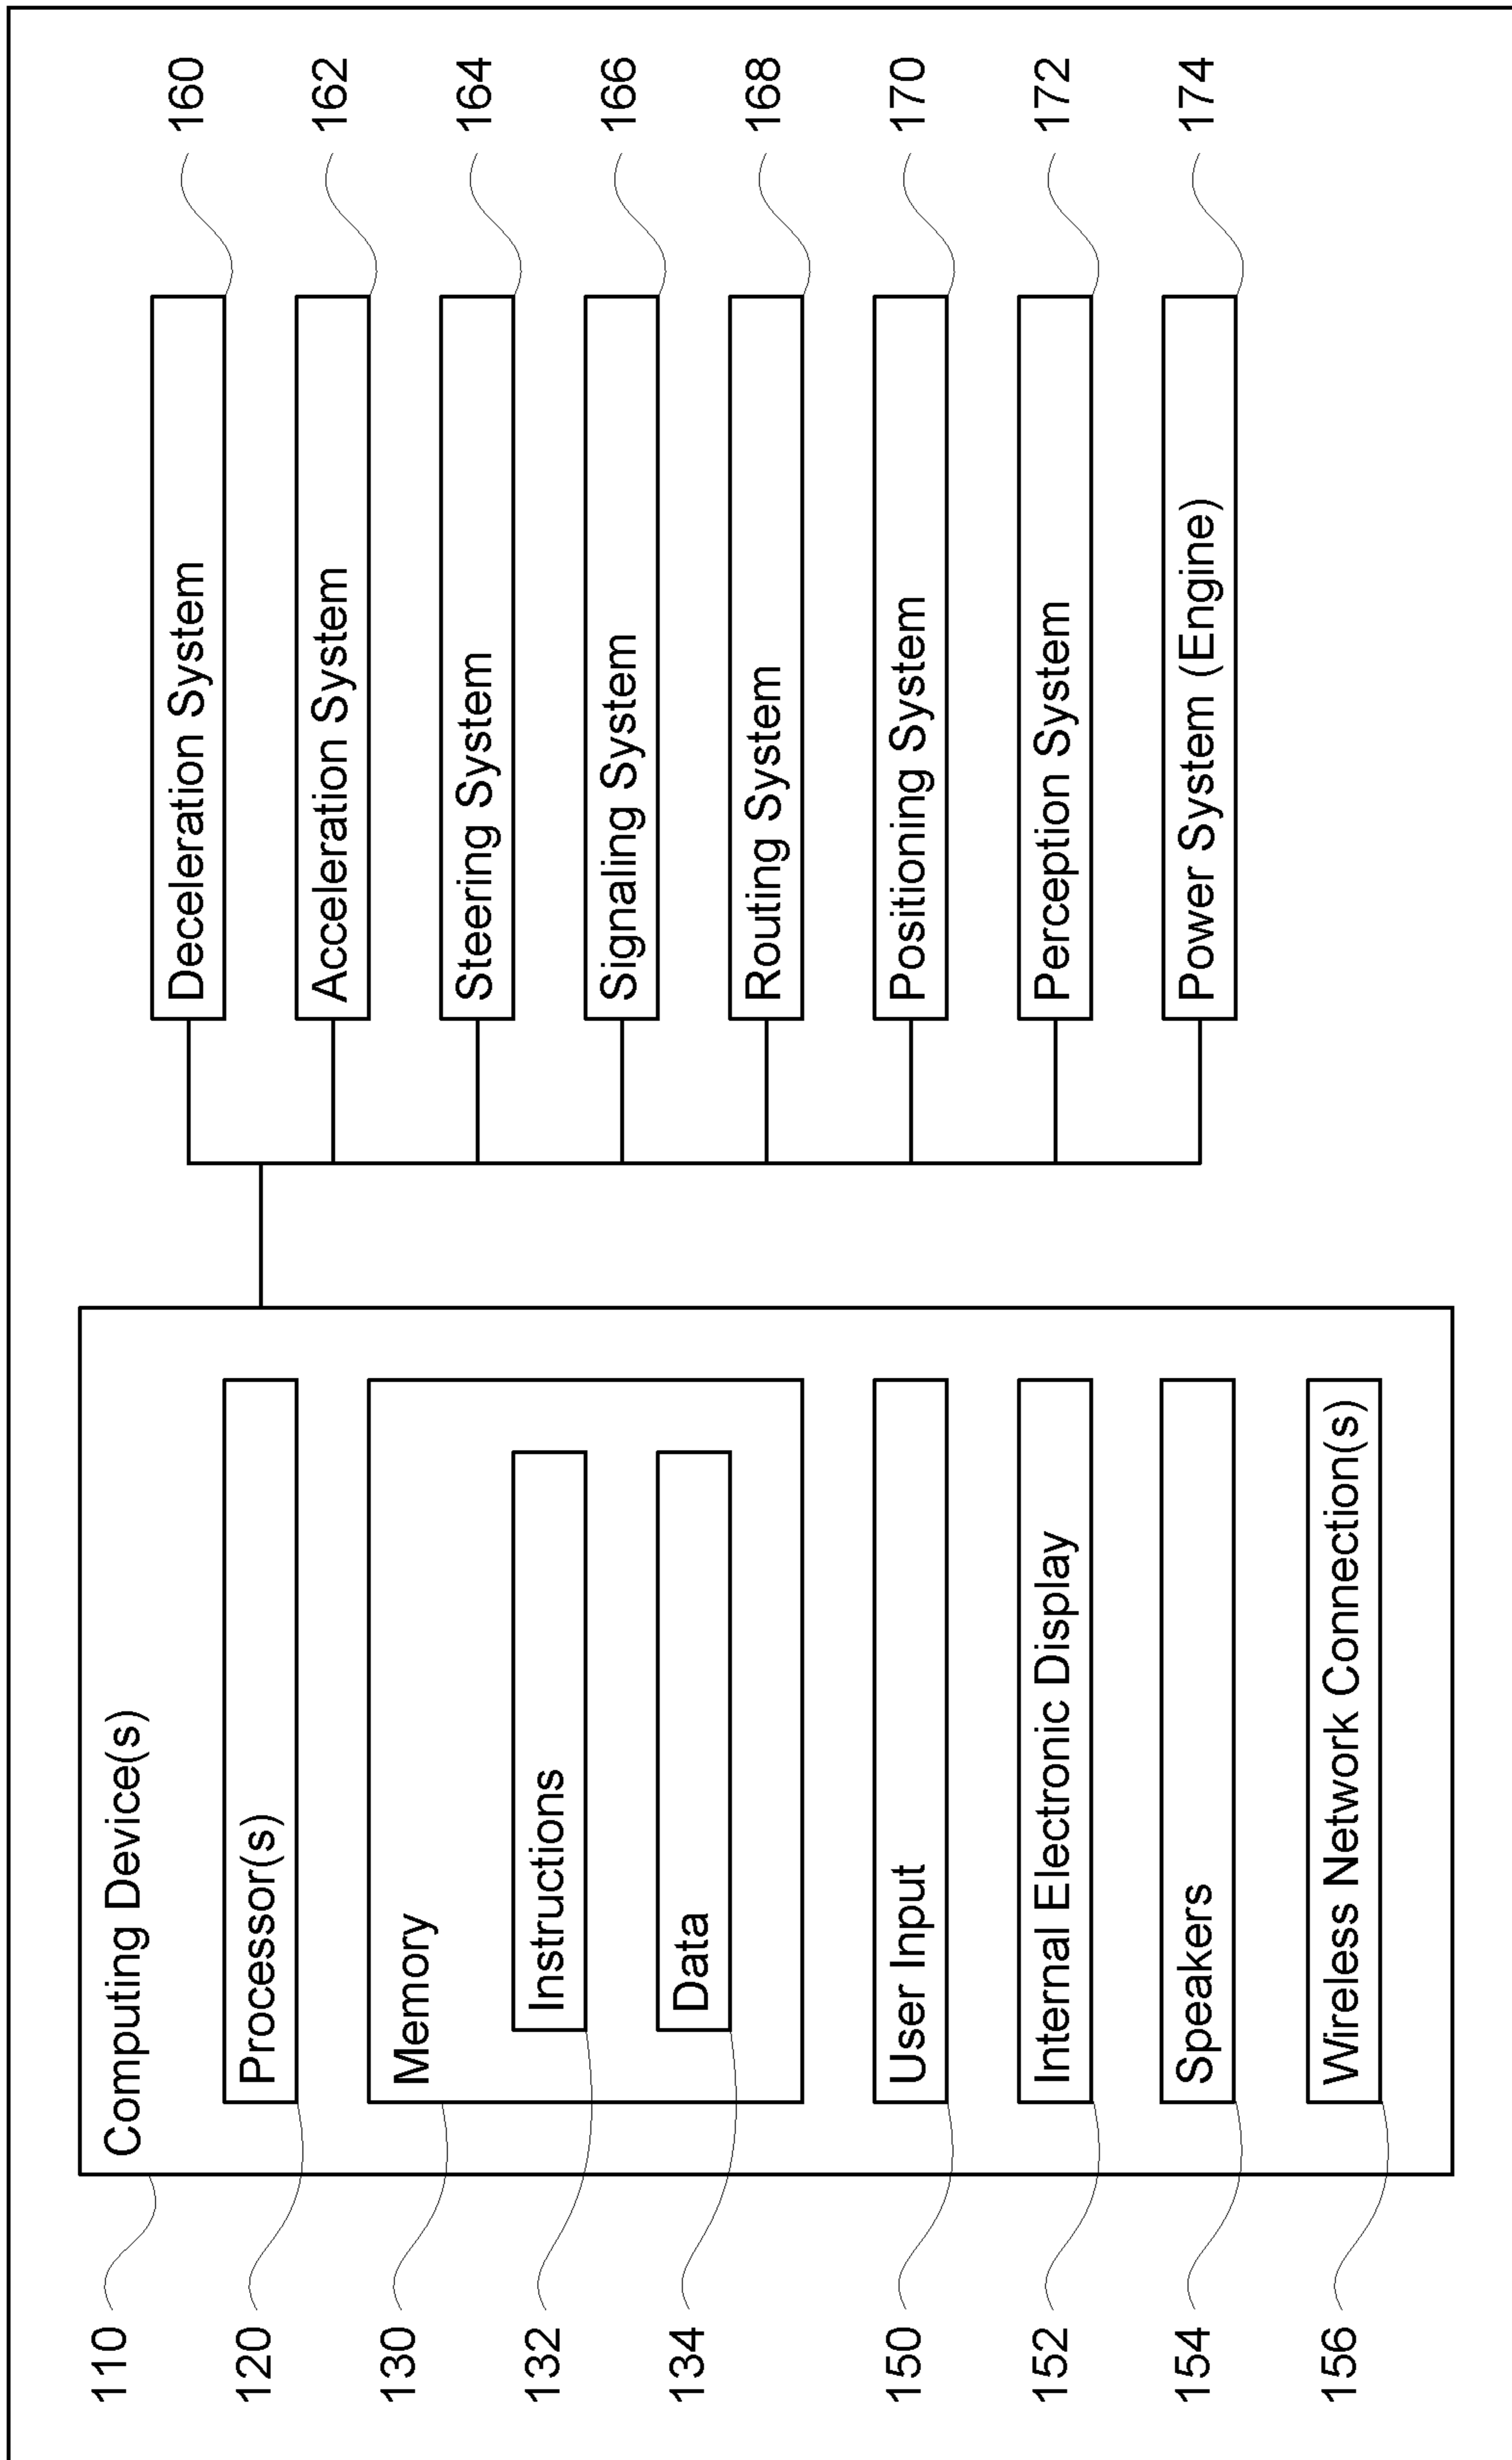 110
Computing Device(s)
120
Processor(s)
130
Memory
132
Instructions
134
Data
150
User Input
152
Internal Electronic Display
154
Speakers
156
Wireless Network Connection(s)
Deceleration System
160
Acceleration System
162
Steering System
164
Signaling System
166
Routing System
168
Positioning System
170
Perception System
172
Power System (Engine)
174